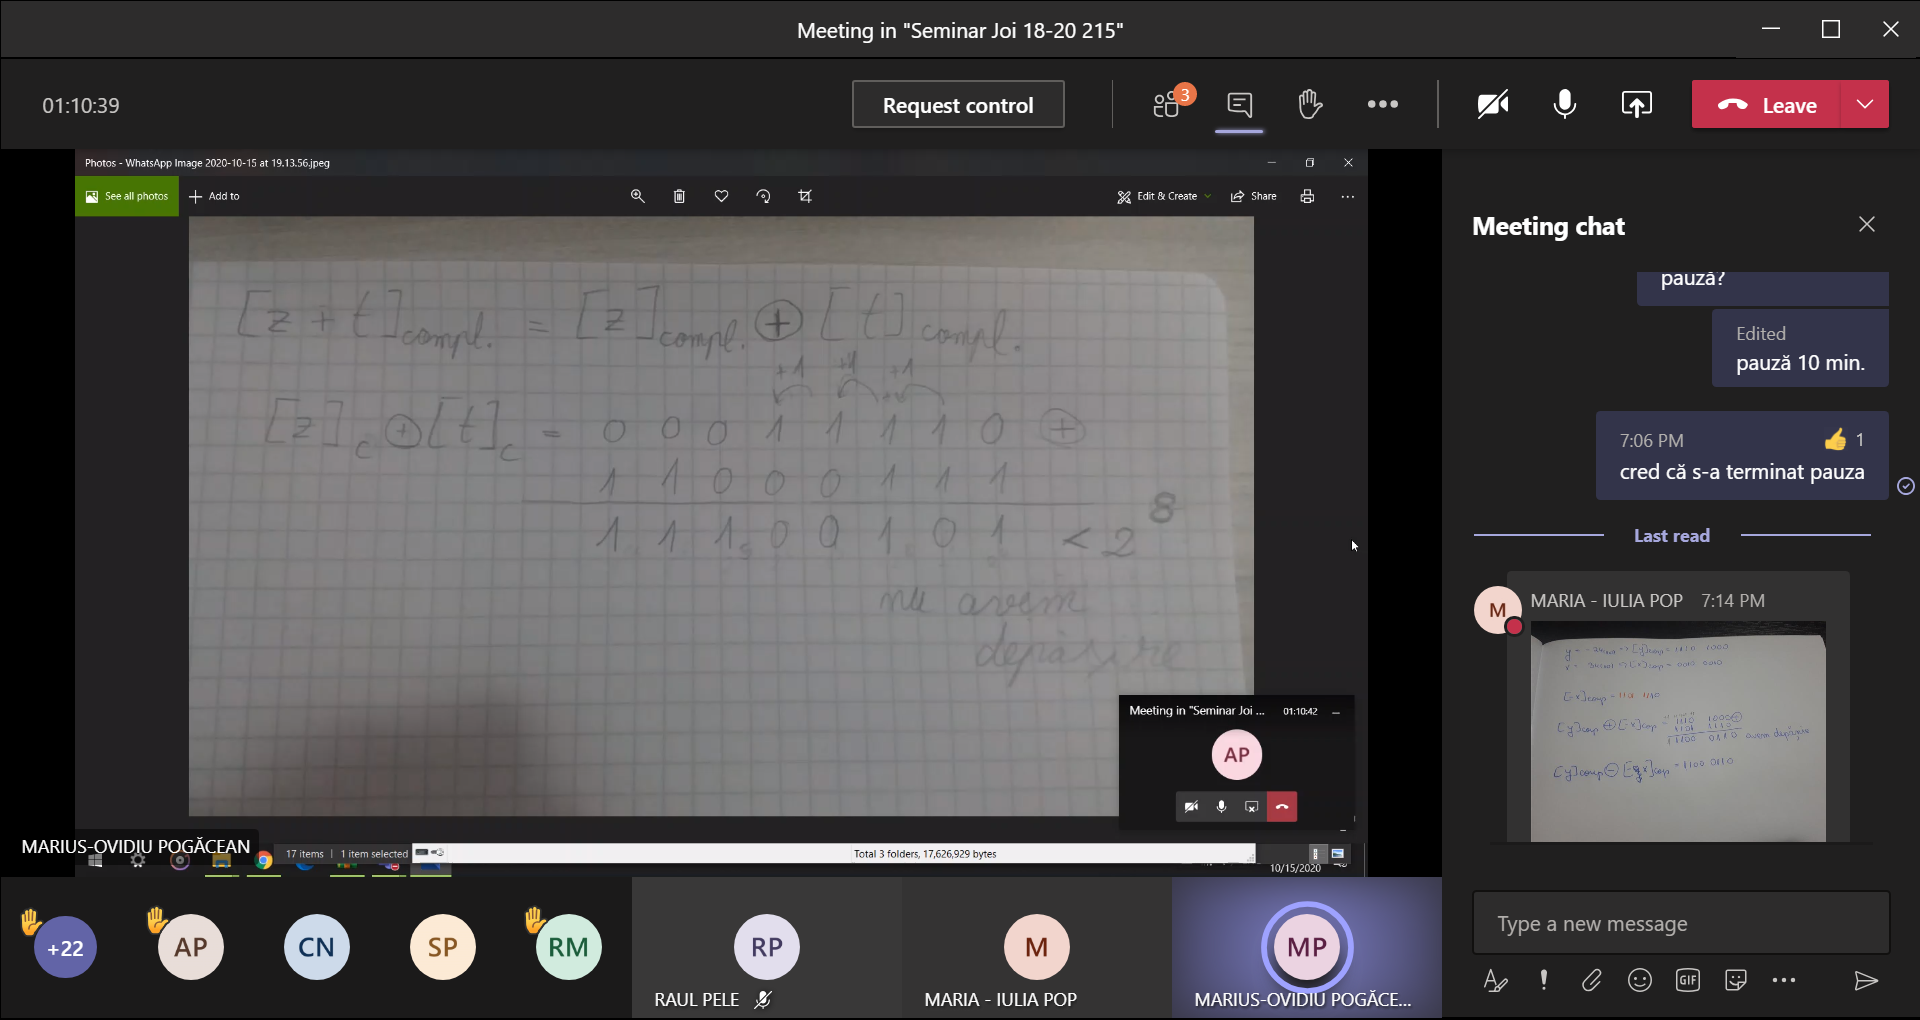 Meeting in "Seminar Joi 18-20 215"
01:10:39
Request control
3
Leave
Photos - WhatsApp Image 2020-10-15 at 19.13.56.jpeg
See all photos
Add to
Edit & Create
Share
[z + t]compl. = [z]compl. ⊕ [t]compl.
+1 +1 +1
[z]c ⊕ [t]c = 0 0 0 1 1 1 1 0 ⊕
1 1 0 0 0 1 1 1
1 1 1 0 0 1 0 1 < 2⁸
nu avem
depășire
Meeting in "Seminar Joi ... 01:10:42
AP
MARIUS-OVIDIU POGĂCEAN
17 items 1 item selected
Total 3 folders, 17,626,929 bytes
10/15/2020
Meeting chat
pauză?
Edited
pauză 10 min.
7:06 PM 👍 1
cred că s-a terminat pauza
Last read
M
MARIA - IULIA POP 7:14 PM
avem depășire
Type a new message
GIF
+22
AP
CN
SP
RM
RP
RAUL PELE
M
MARIA - IULIA POP
MP
MARIUS-OVIDIU POGĂCE...